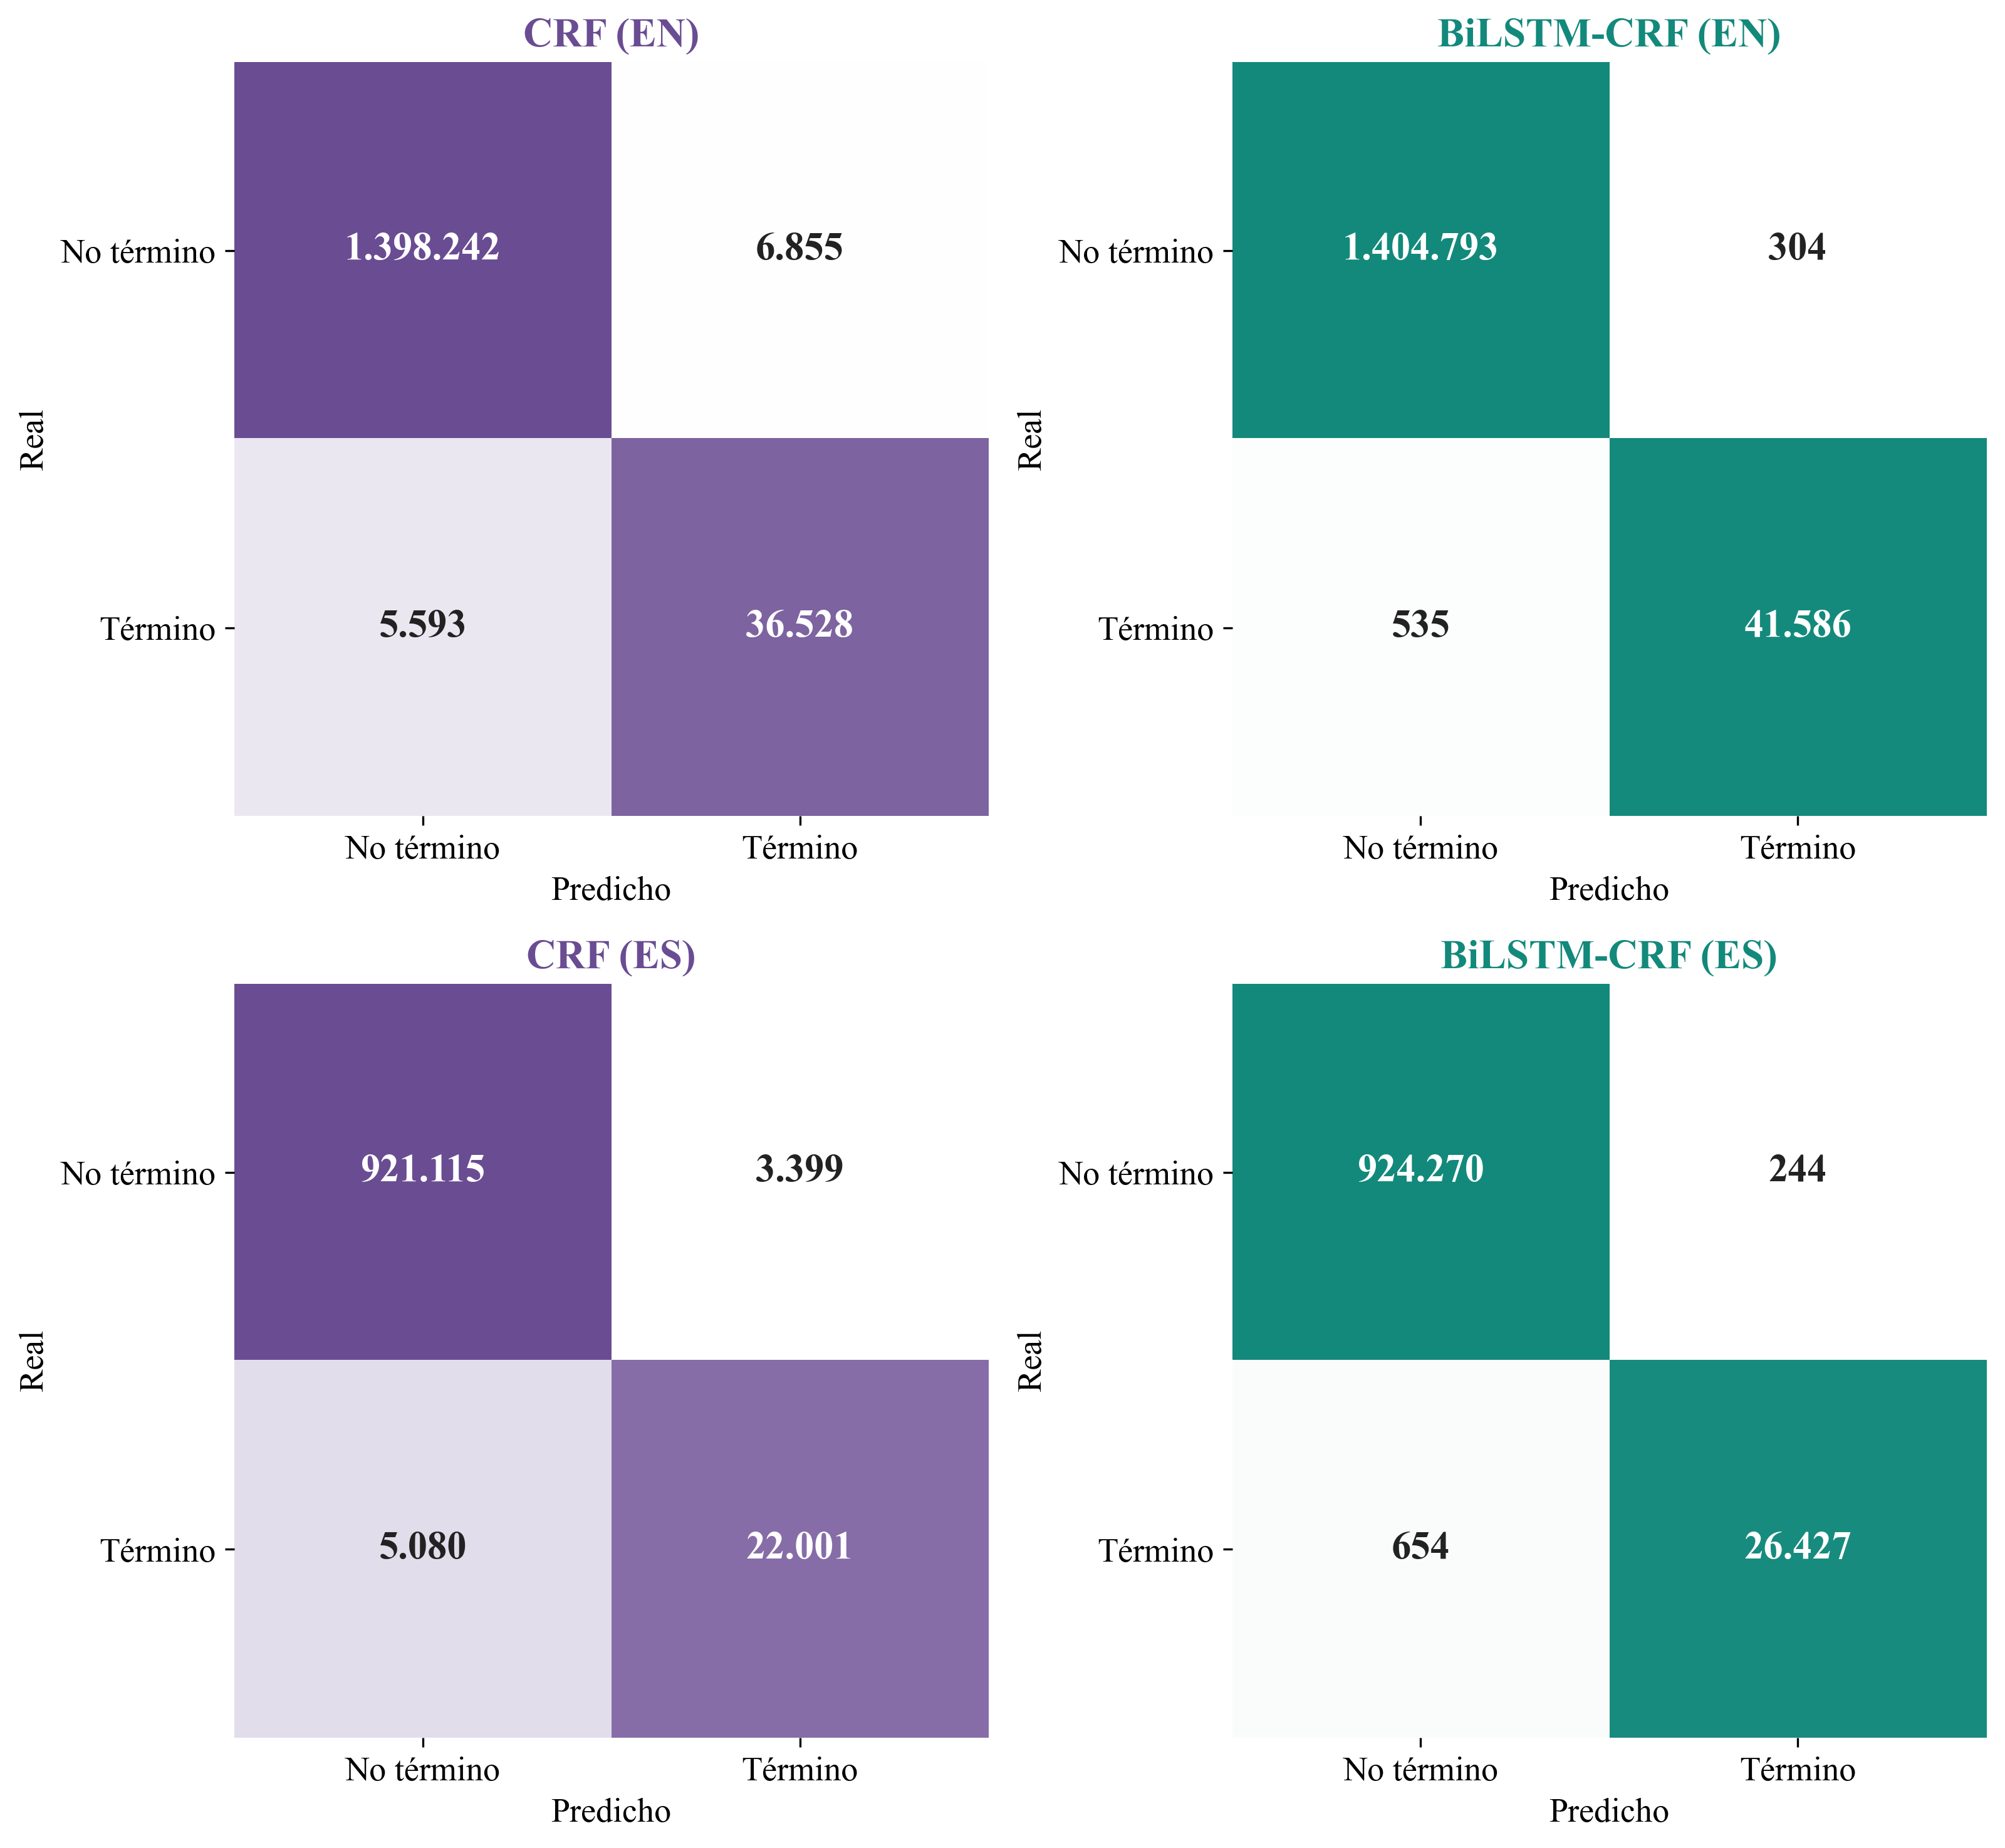 CRF (EN)
No término
1.398.242
6.855
Real
Término
5.593
36.528
No término
Término
Predicho
BiLSTM-CRF (EN)
No término
1.404.793
304
Real
Término
535
41.586
No término
Término
Predicho
CRF (ES)
No término
921.115
3.399
Real
Término
5.080
22.001
No término
Término
Predicho
BiLSTM-CRF (ES)
No término
924.270
244
Real
Término
654
26.427
No término
Término
Predicho